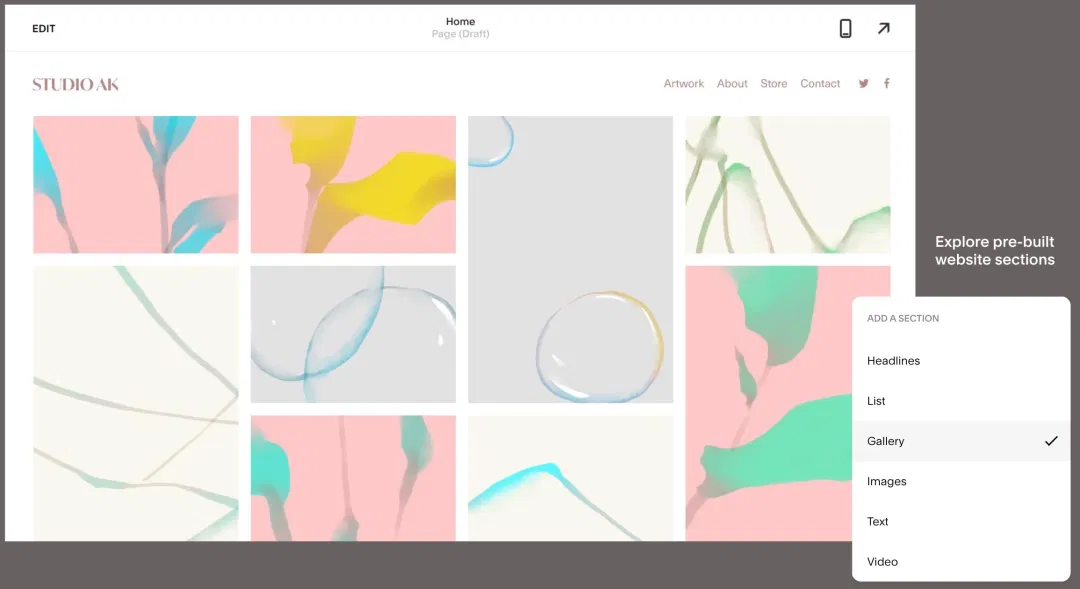 EDIT
Home
Page (Draft)
STUDIO AK
Artwork About Store Contact
Explore pre-built
website sections
ADD A SECTION
Headlines
List
Gallery
Images
Text
Video